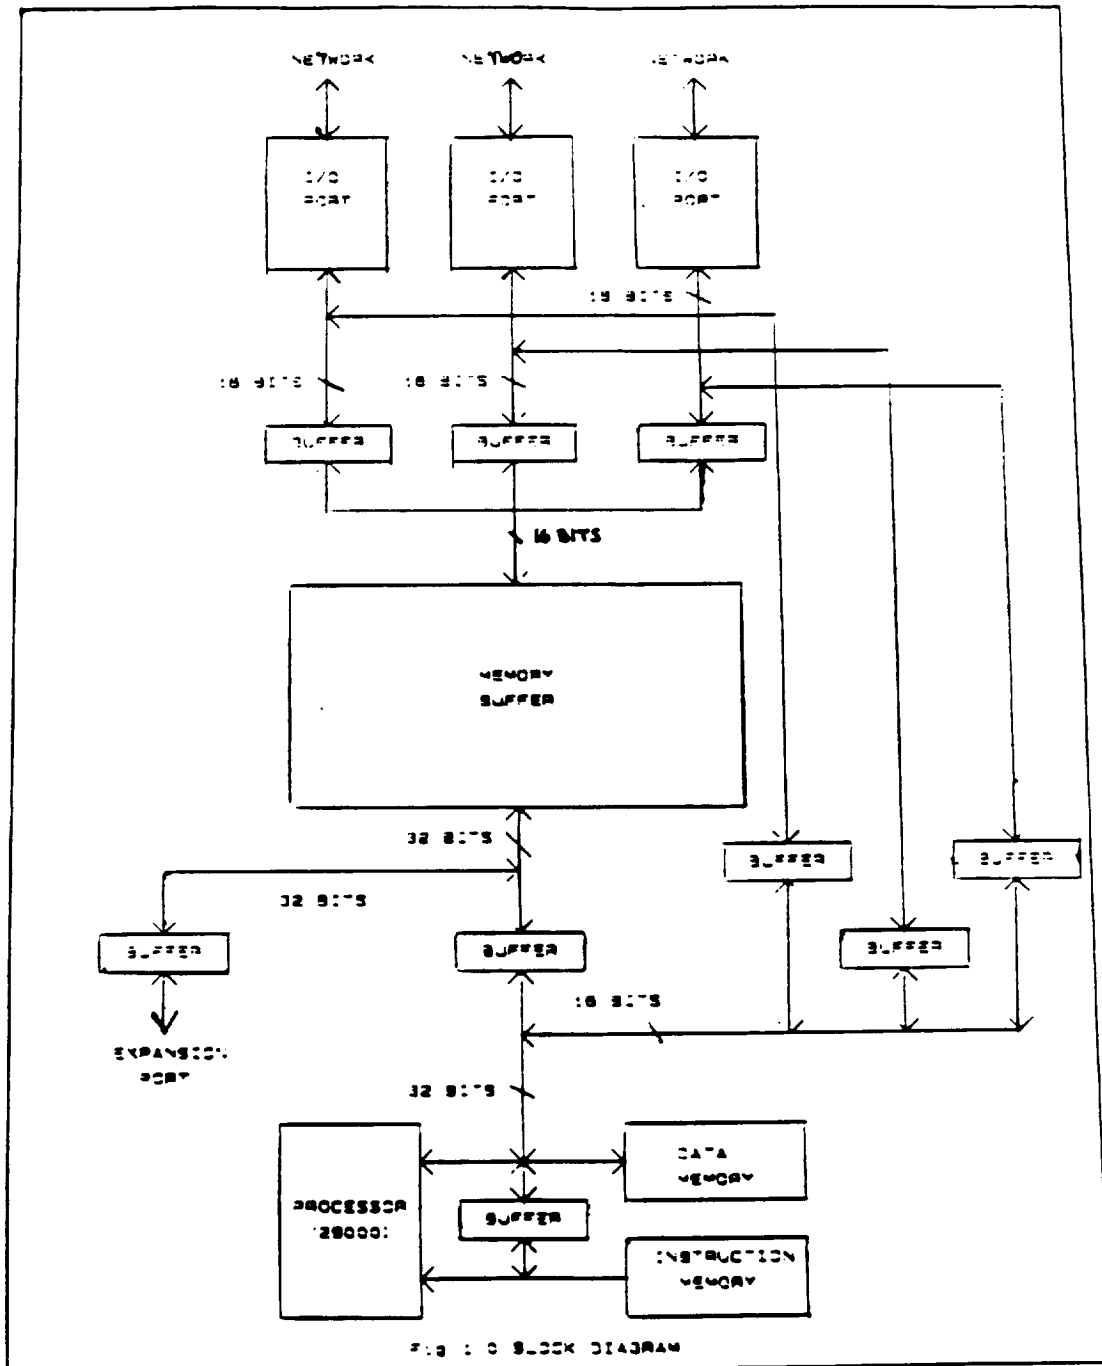 NETWORK NETWORK NETWORK
I/O
PORT
I/O
PORT
I/O
PORT
16 BITS
16 BITS
16 BITS
BUFFER BUFFER BUFFER
16 BITS
MEMORY
BUFFER
32 BITS
BUFFER BUFFER
32 BITS
BUFFER BUFFER BUFFER
16 BITS
EXPANSION
PORT
32 BITS
DATA
MEMORY
PROCESSOR
(29000)
BUFFER
INSTRUCTION
MEMORY
BLOCK DIAGRAM